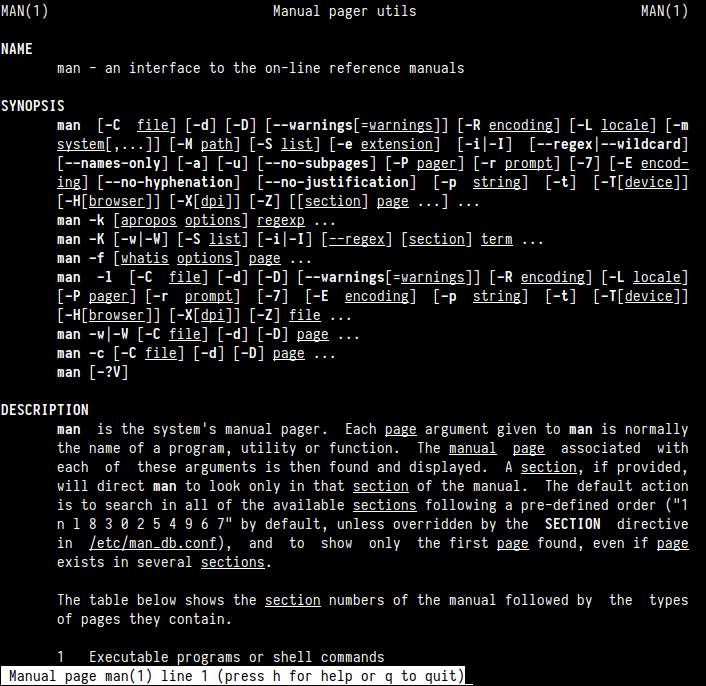 MAN(1) Manual pager utils MAN(1)
NAME
man - an interface to the on-line reference manuals
SYNOPSIS
man [-C file] [-d] [-D] [--warnings[=warnings]] [-R encoding] [-L locale] [-m
system[,...]] [-M path] [-S list] [-e extension] [-i|-I] [--regex|--wildcard]
[--names-only] [-a] [-u] [--no-subpages] [-P pager] [-r prompt] [-7] [-E encod-
ing] [--no-hyphenation] [--no-justification] [-p string] [-t] [-T[device]]
[-H[browser]] [-X[dpi]] [-Z] [[section] page ...] ...
man -k [apropos options] regexp ...
man -K [-w|-W] [-S list] [-i|-I] [--regex] [section] term ...
man -f [whatis options] page ...
man -l [-C file] [-d] [-D] [--warnings[=warnings]] [-R encoding] [-L locale]
[-P pager] [-r prompt] [-7] [-E encoding] [-p string] [-t] [-T[device]]
[-H[browser]] [-X[dpi]] [-Z] file ...
man -w|-W [-C file] [-d] [-D] page ...
man -c [-C file] [-d] [-D] page ...
man [-?V]
DESCRIPTION
man is the system's manual pager. Each page argument given to man is normally
the name of a program, utility or function. The manual page associated with
each of these arguments is then found and displayed. A section, if provided,
will direct man to look only in that section of the manual. The default action
is to search in all of the available sections following a pre-defined order ("1
n l 8 3 0 2 5 4 9 6 7" by default, unless overridden by the SECTION directive
in /etc/man_db.conf), and to show only the first page found, even if page
exists in several sections.
The table below shows the section numbers of the manual followed by the types
of pages they contain.
1 Executable programs or shell commands
Manual page man(1) line 1 (press h for help or q to quit)